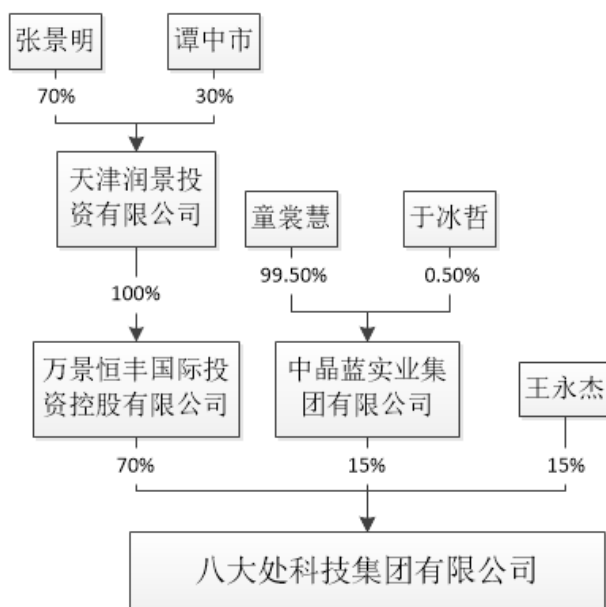 张景明
谭中市
70%
30%
天津润景投
资有限公司
童裳慧
于冰哲
100%
99.50%
0.50%
万景恒丰国际投
资控股有限公司
中晶蓝实业集
团有限公司
王永杰
70%
15%
15%
八大处科技集团有限公司